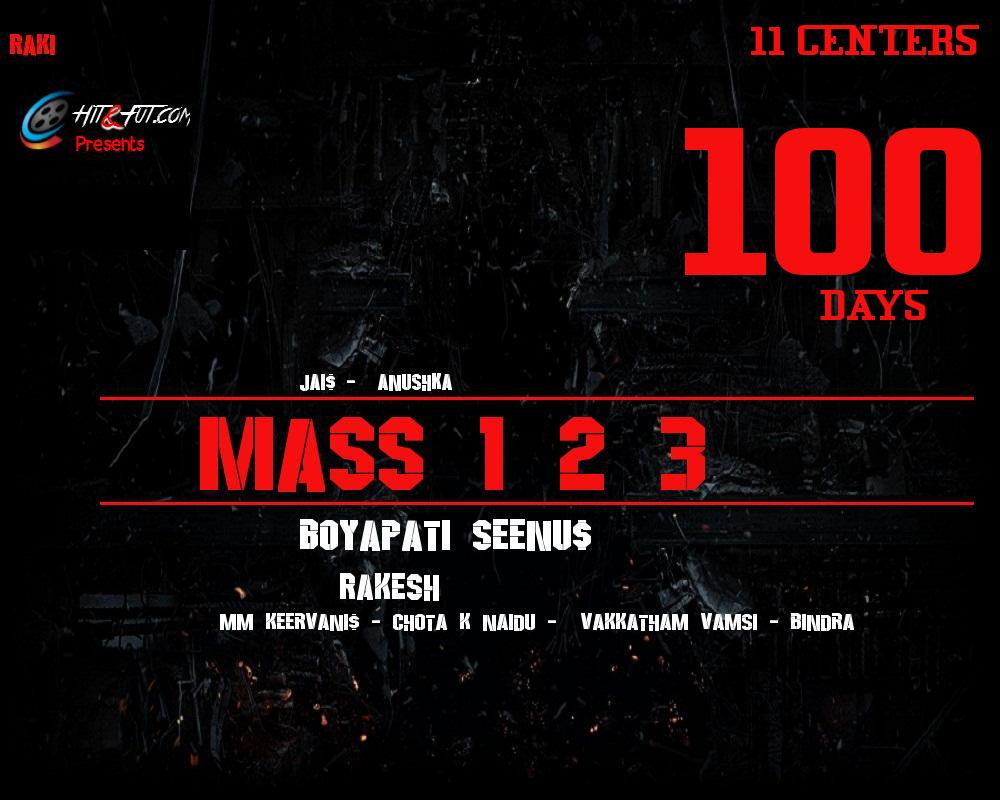 RAKI
11 CENTERS
HIT&FUT.COM
Presents
100
DAYS
JAI$ - ANUSHKA
MASS 1 2 3
BOYAPATI SEENU$
RAKESH
MM KEERVANI$ - CHOTA K NAIDU - VAKKATHAM VAMSI - BINDRA